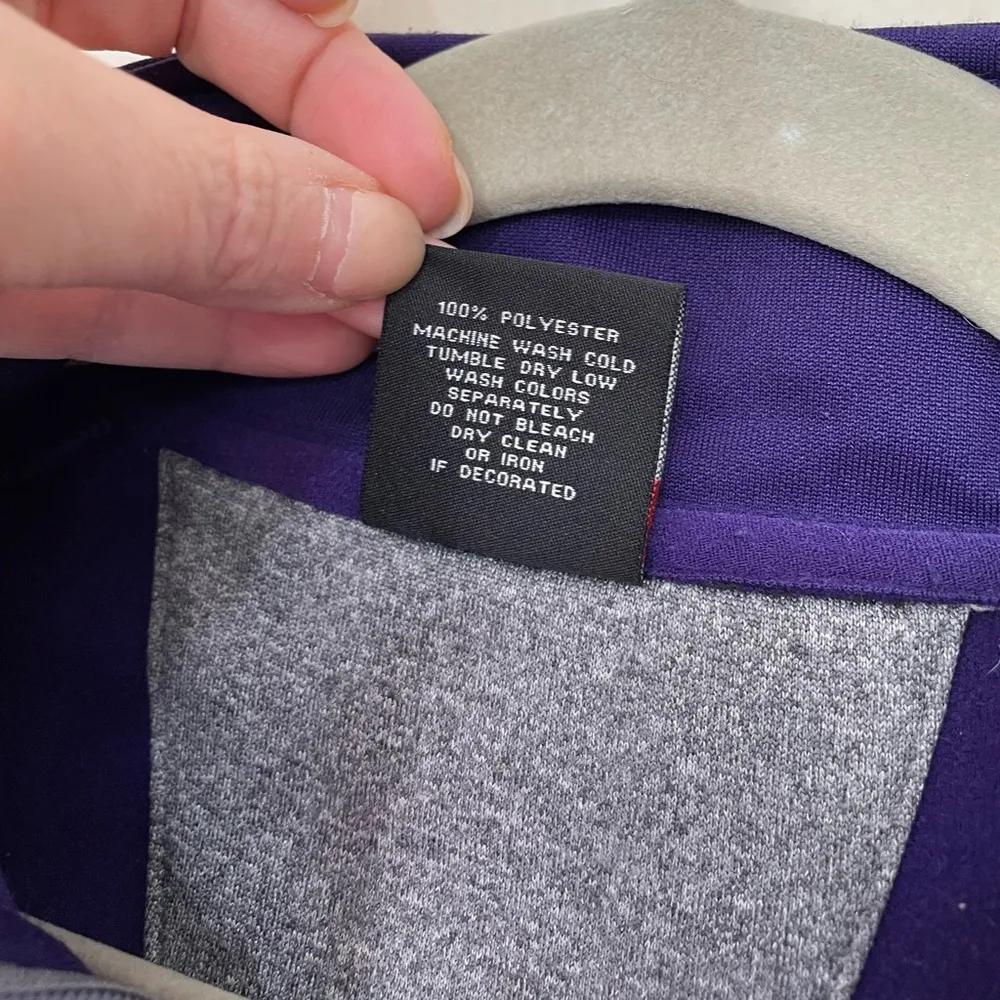 100% POLYESTER
MACHINE WASH COLD
TUMBLE DRY LOW
WASH COLORS
SEPARATELY
DO NOT BLEACH
DRY CLEAN
OR IRON
IF DECORATED